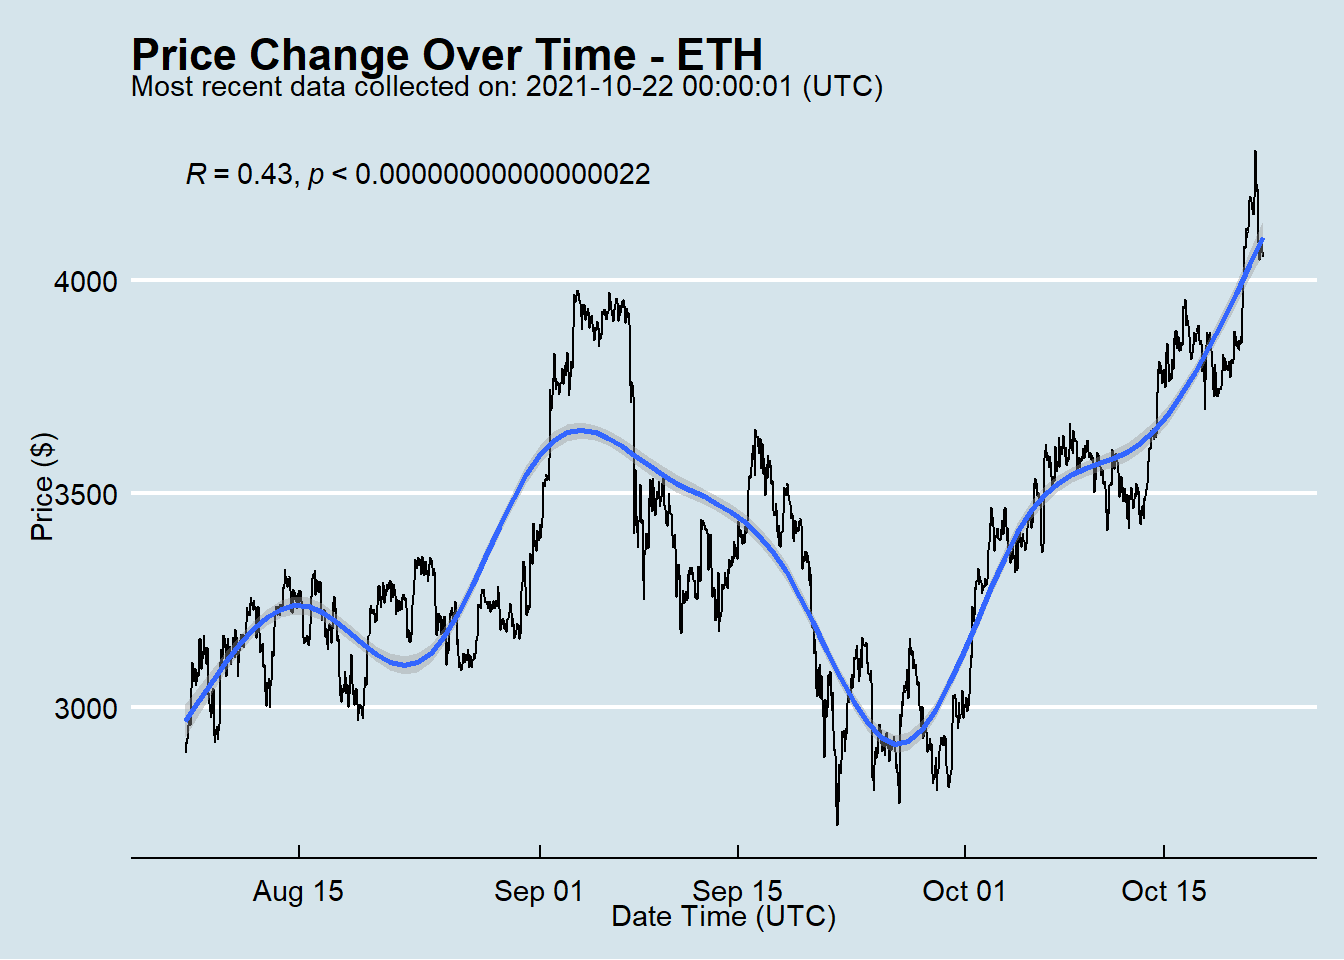 Price Change Over Time - ETH
Most recent data collected on: 2021-10-22 00:00:01 (UTC)
R = 0.43, p < 0.00000000000000022
4000
3500
3000
Price ($)
Aug 15
Sep 01
Sep 15
Oct 01
Oct 15
Date Time (UTC)